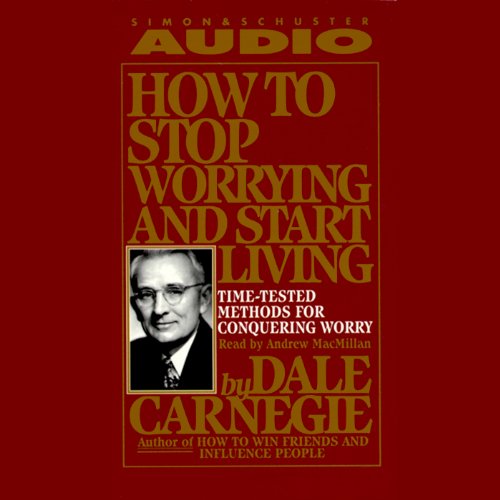 SIMON & SCHUSTER
AUDIO
HOW TO
STOP
WORRYING
AND START
LIVING
TIME-TESTED
METHODS FOR
CONQUERING WORRY
Read by Andrew MacMillan
by DALE
CARNEGIE
Author of HOW TO WIN FRIENDS AND
INFLUENCE PEOPLE